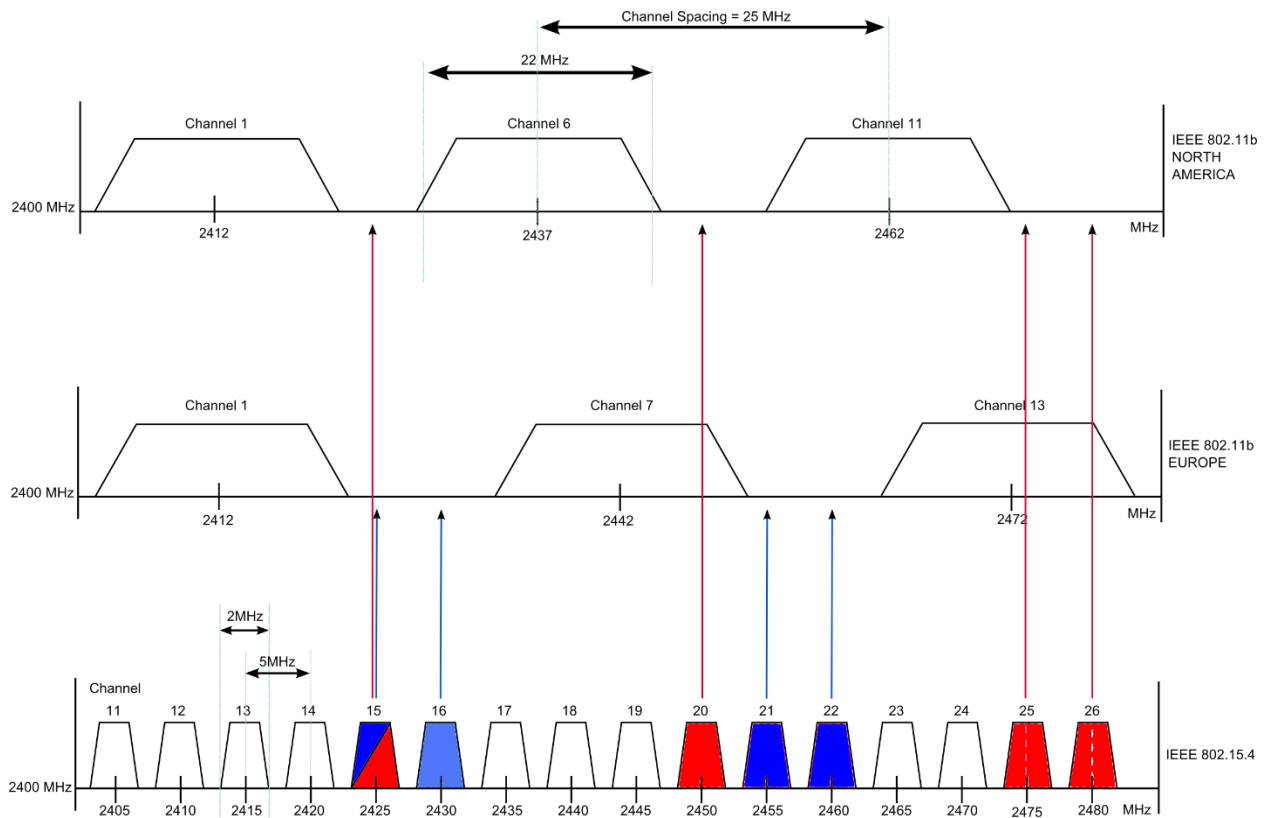 Channel Spacing = 25 MHz
22 MHz
Channel 1
Channel 6
Channel 11
IEEE 802.11b
NORTH
AMERICA
2400 MHz
2412
2437
2462
MHz
Channel 1
Channel 7
Channel 13
IEEE 802.11b
EUROPE
2400 MHz
2412
2442
2472
MHz
2MHz
5MHz
Channel
11 12 13 14 15 16 17 18 19 20 21 22 23 24 25 26
IEEE 802.15.4
2400 MHz
2405 2410 2415 2420 2425 2430 2435 2440 2445 2450 2455 2460 2465 2470 2475 2480 MHz